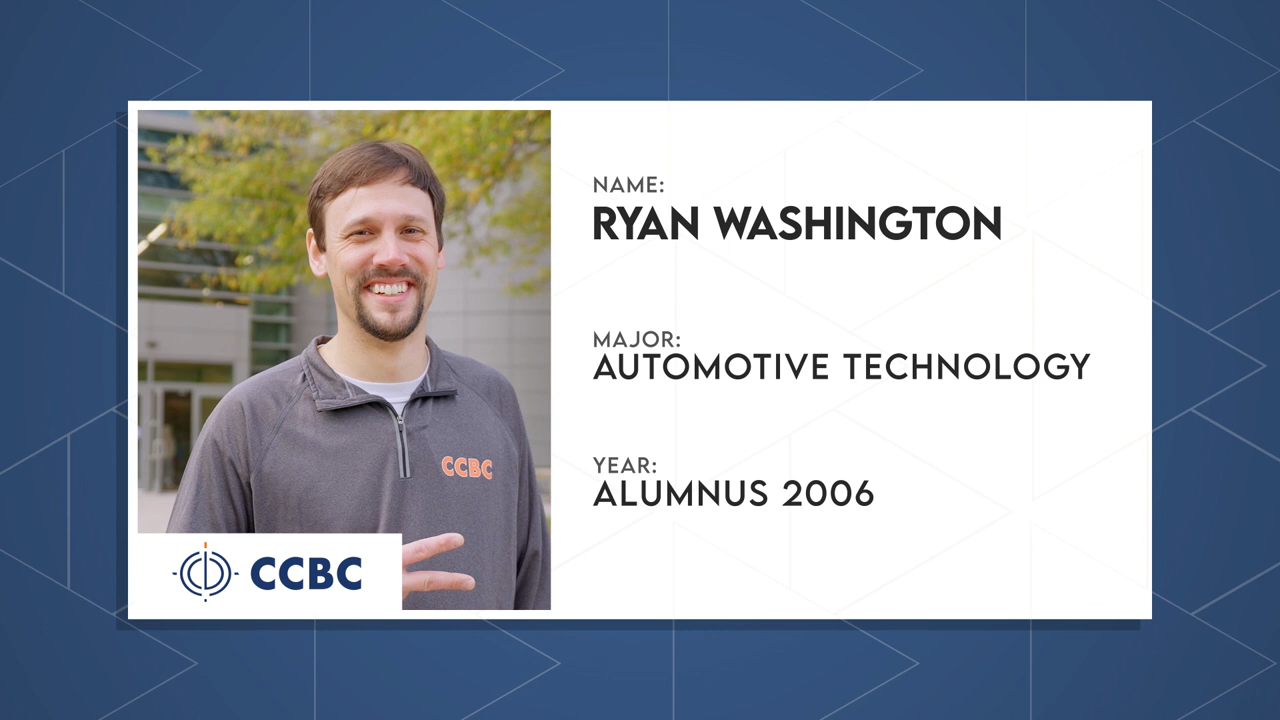 NAME:
RYAN WASHINGTON
MAJOR:
AUTOMOTIVE TECHNOLOGY
YEAR:
ALUMNUS 2006
CCBC
CCBC